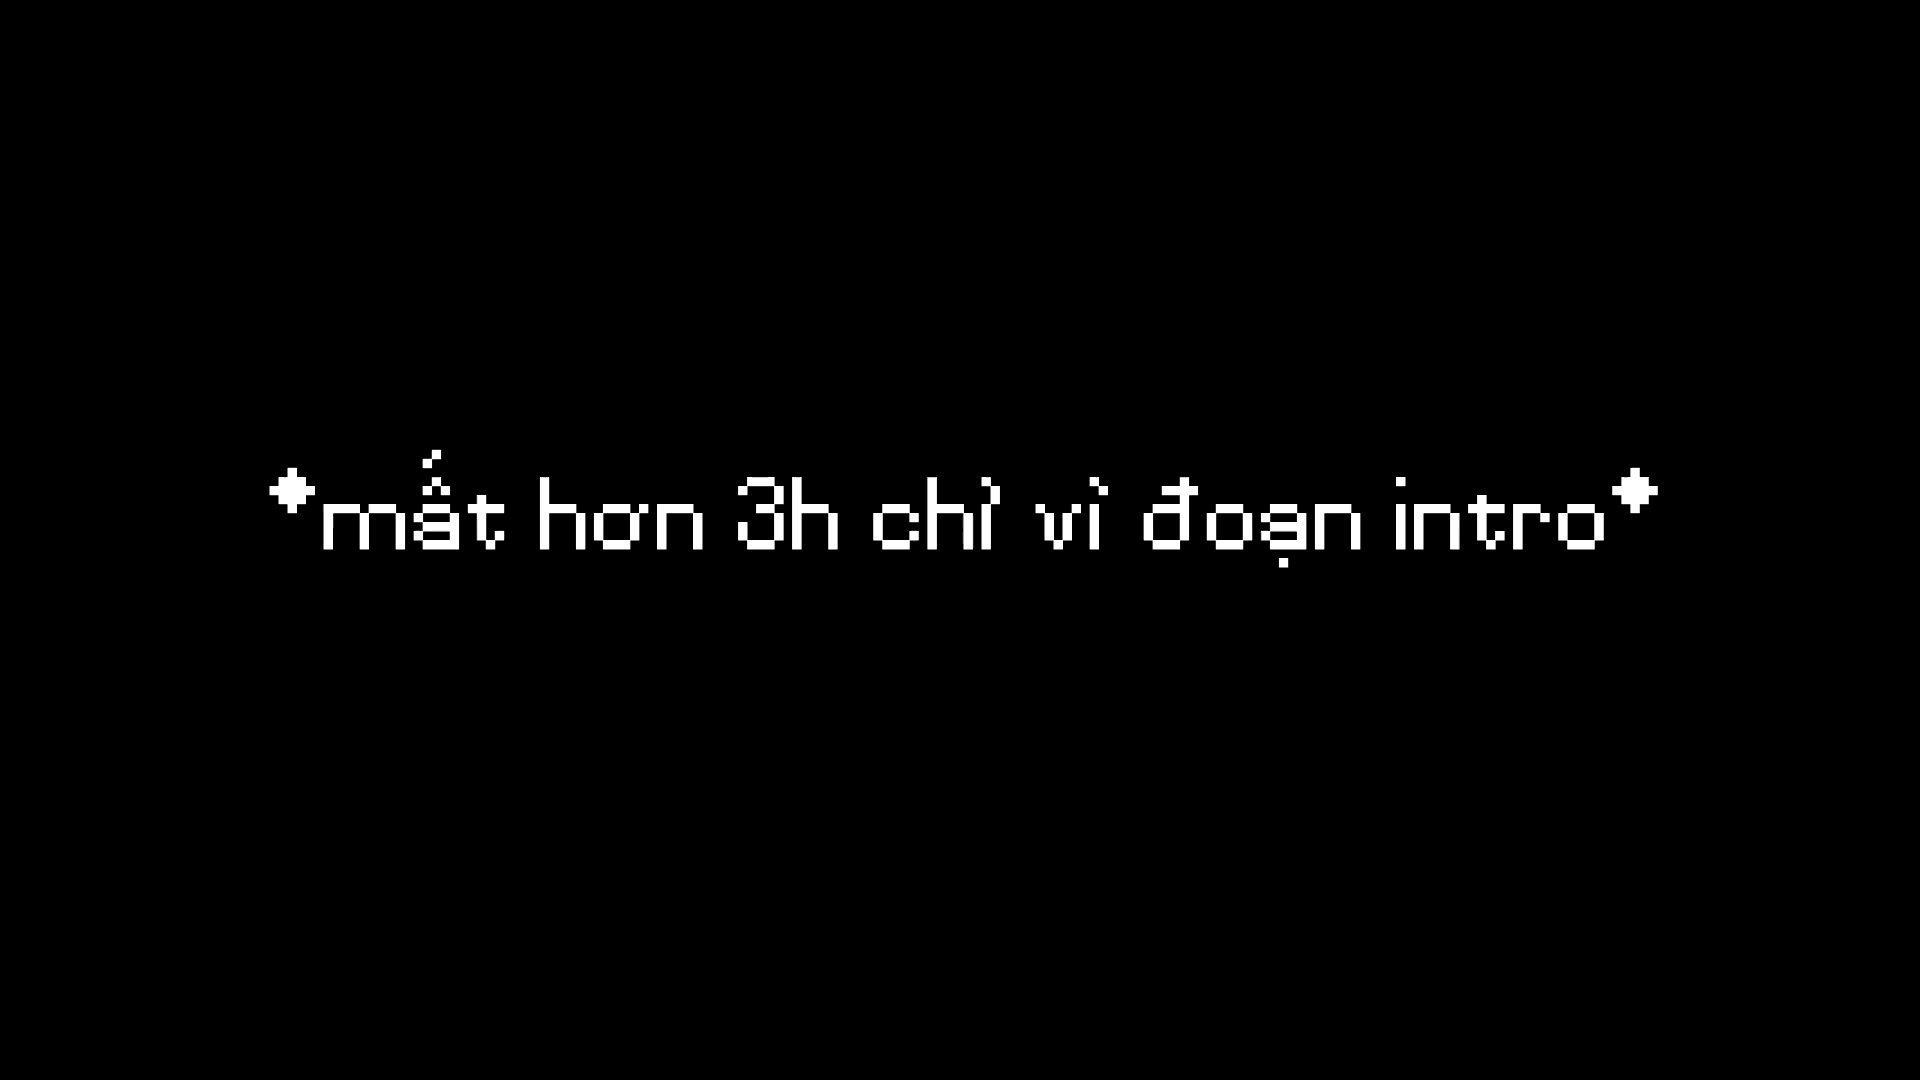 *mất hơn 3h chỉ vì đoạn intro*